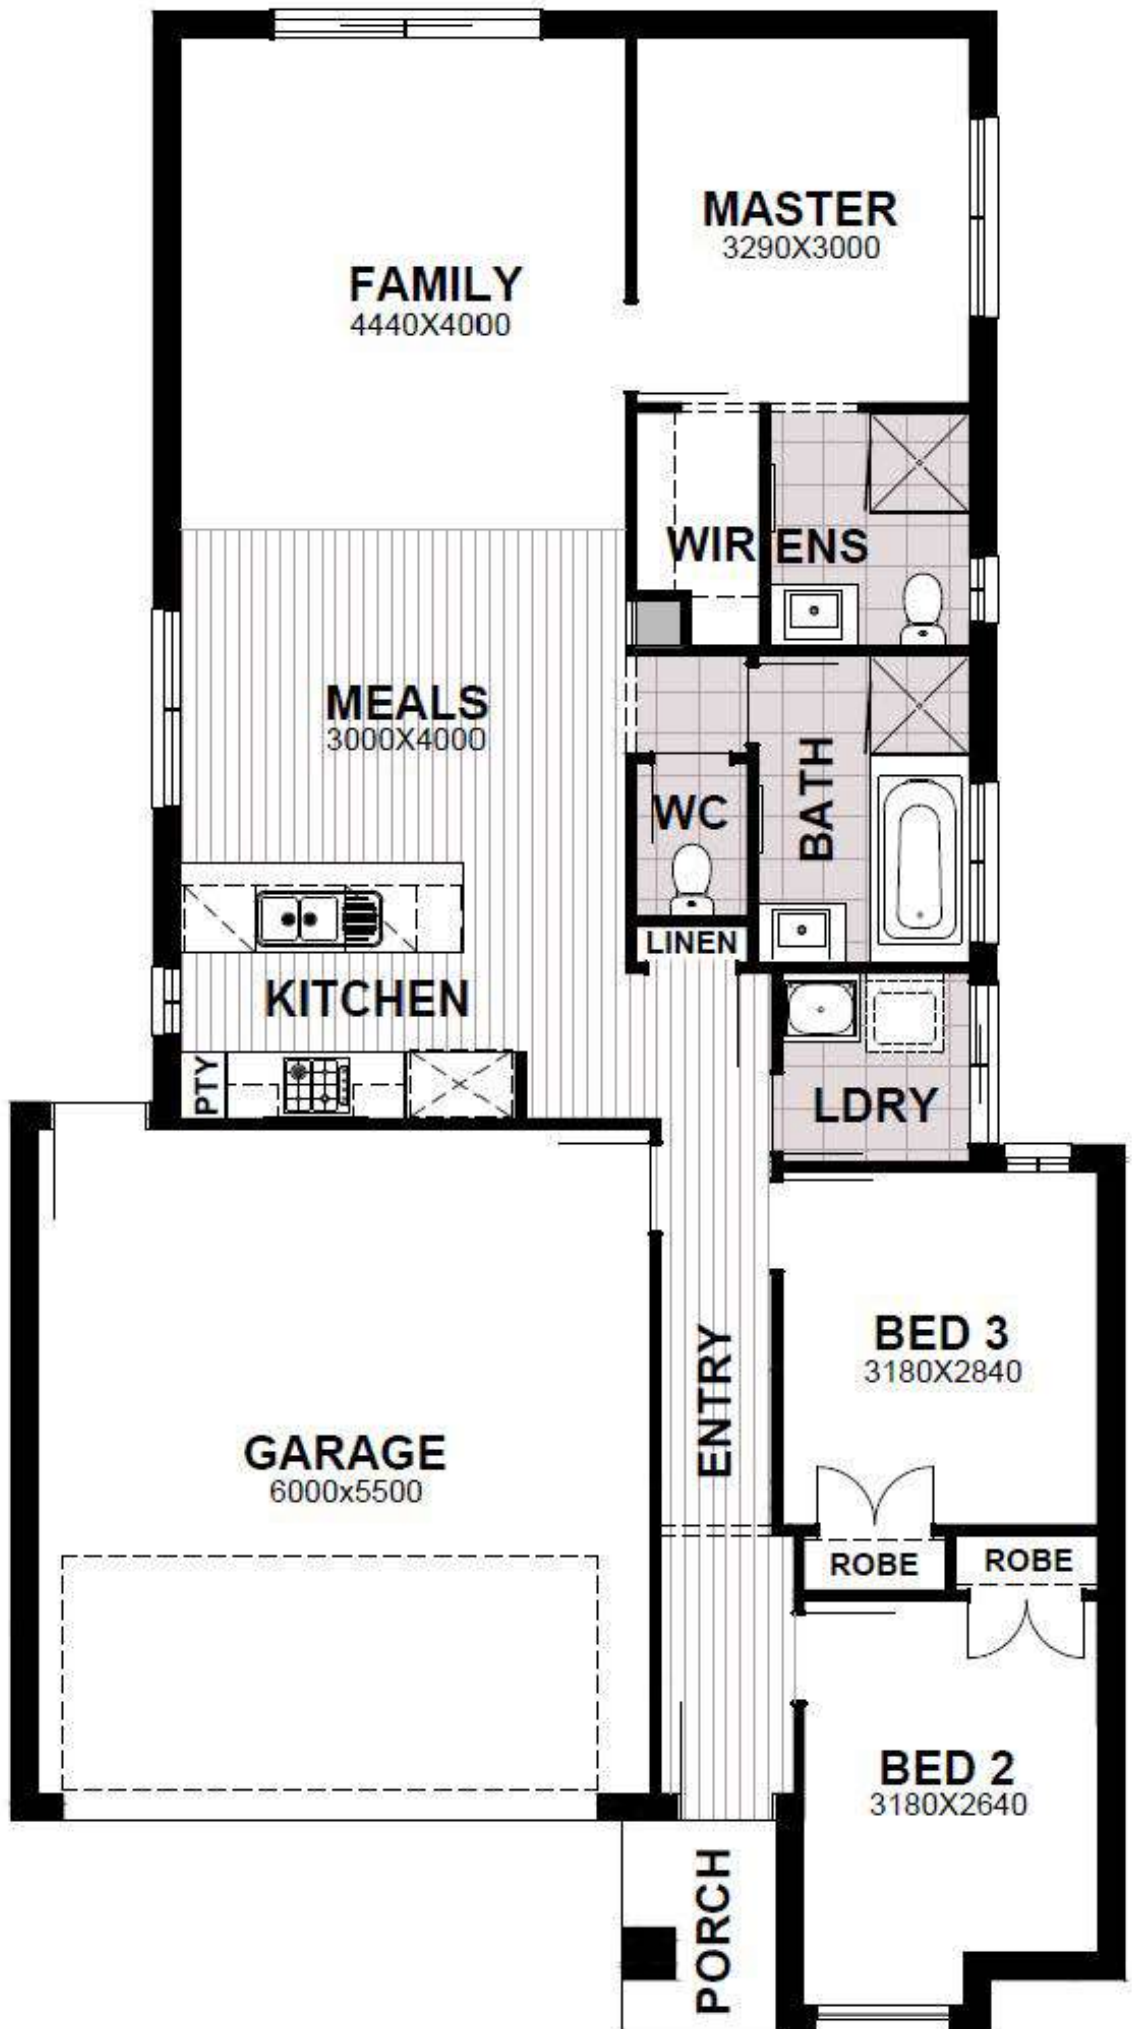 MASTER
3290X3000
FAMILY
4440X4000
WIR
ENS
MEALS
3000X4000
BATH
WC
LINEN
KITCHEN
PTY
LDRY
BED 3
3180X2840
ENTRY
GARAGE
6000x5500
ROBE
ROBE
BED 2
3180X2640
PORCH